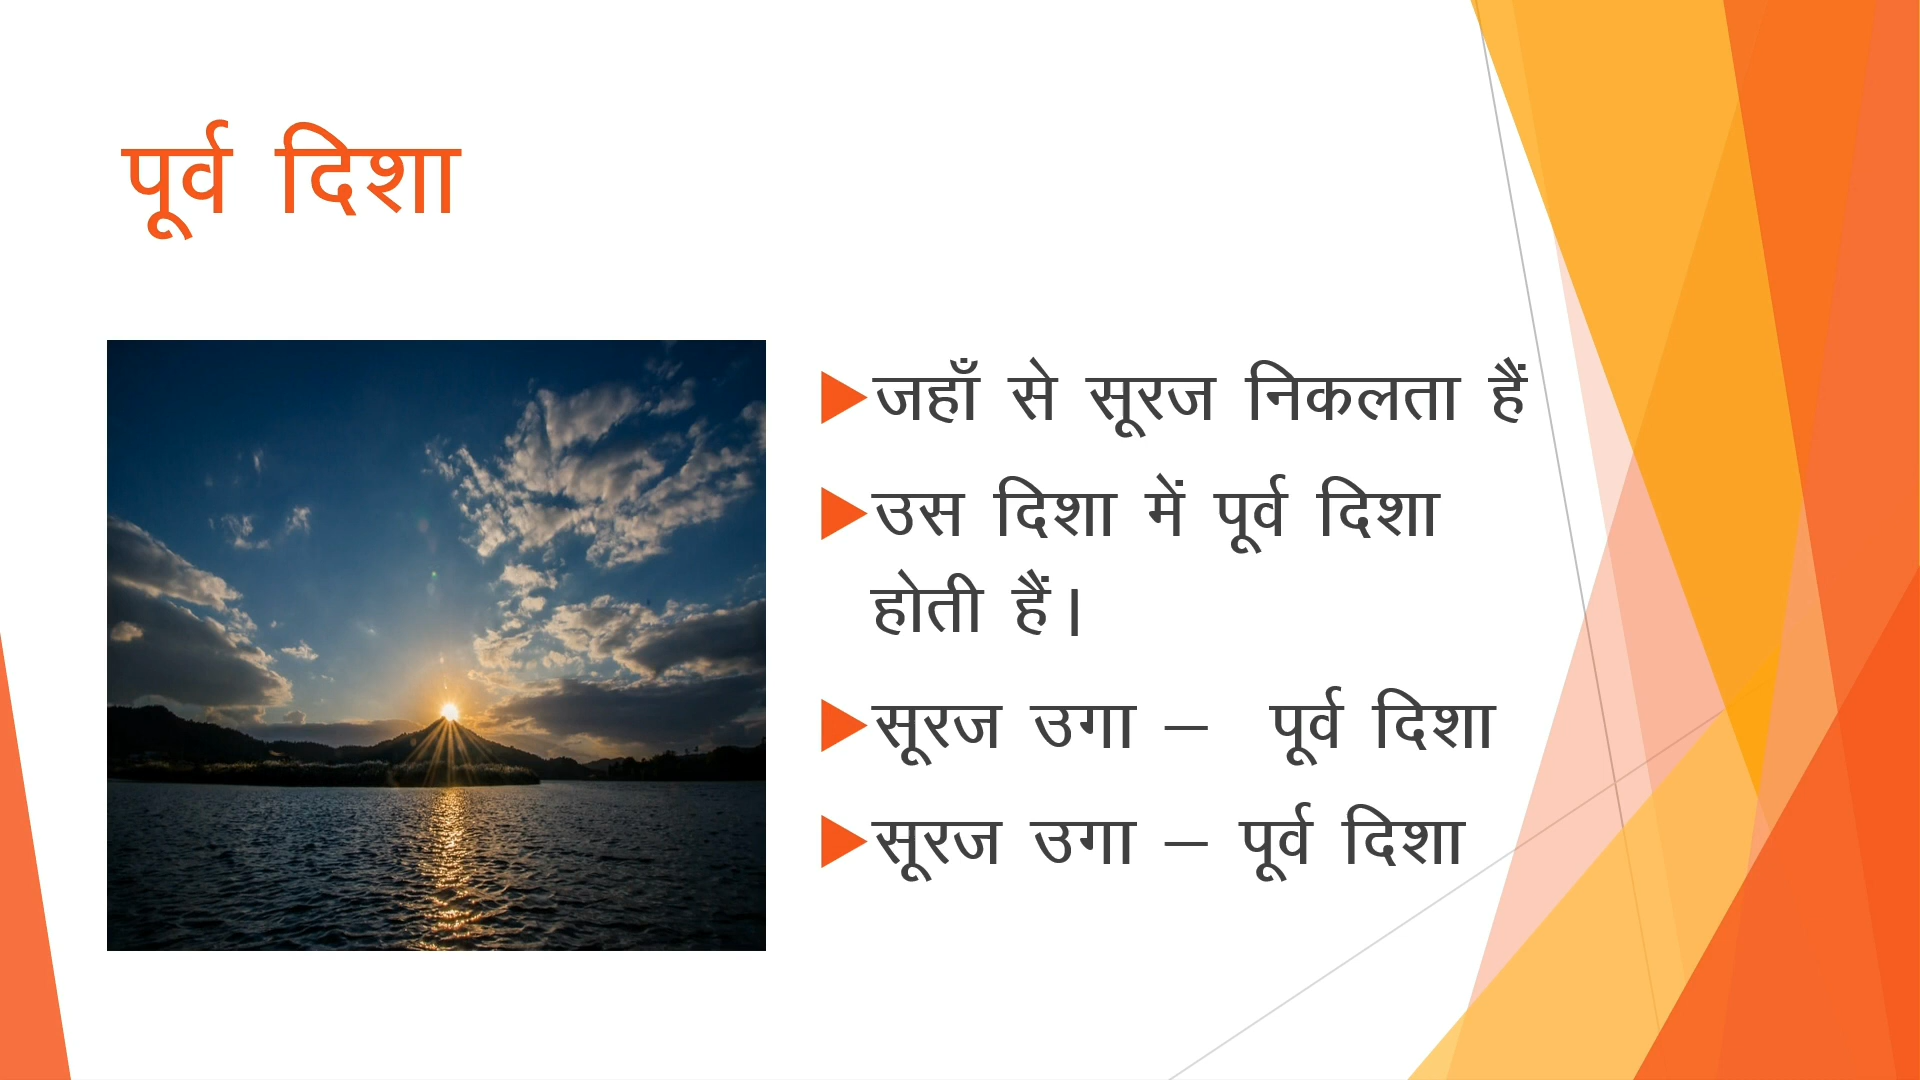 पूर्व दिशा
जहाँ से सूरज निकलता हैं
उस दिशा में पूर्व दिशा
होती हैं।
सूरज उगा – पूर्व दिशा
सूरज उगा – पूर्व दिशा